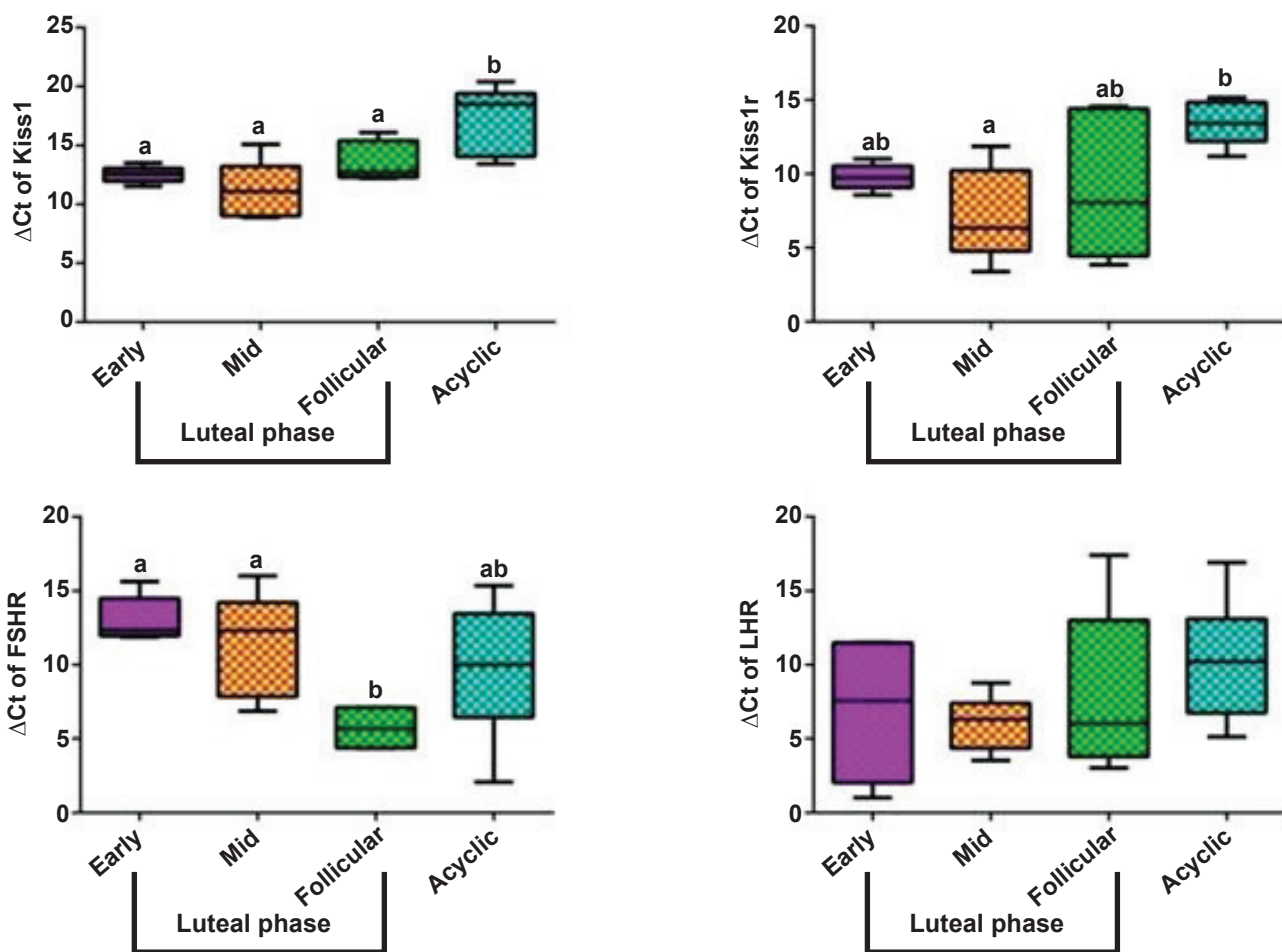 ΔCt of Kiss1
25
20
15
10
5
0
a
a
a
b
Early
Mid
Follicular
Acyclic
Luteal phase
ΔCt of Kiss1r
20
15
10
5
0
ab
a
ab
b
Early
Mid
Follicular
Acyclic
Luteal phase
ΔCt of FSHR
20
15
10
5
0
a
a
b
ab
Early
Mid
Follicular
Acyclic
Luteal phase
ΔCt of LHR
20
15
10
5
0
Early
Mid
Follicular
Acyclic
Luteal phase